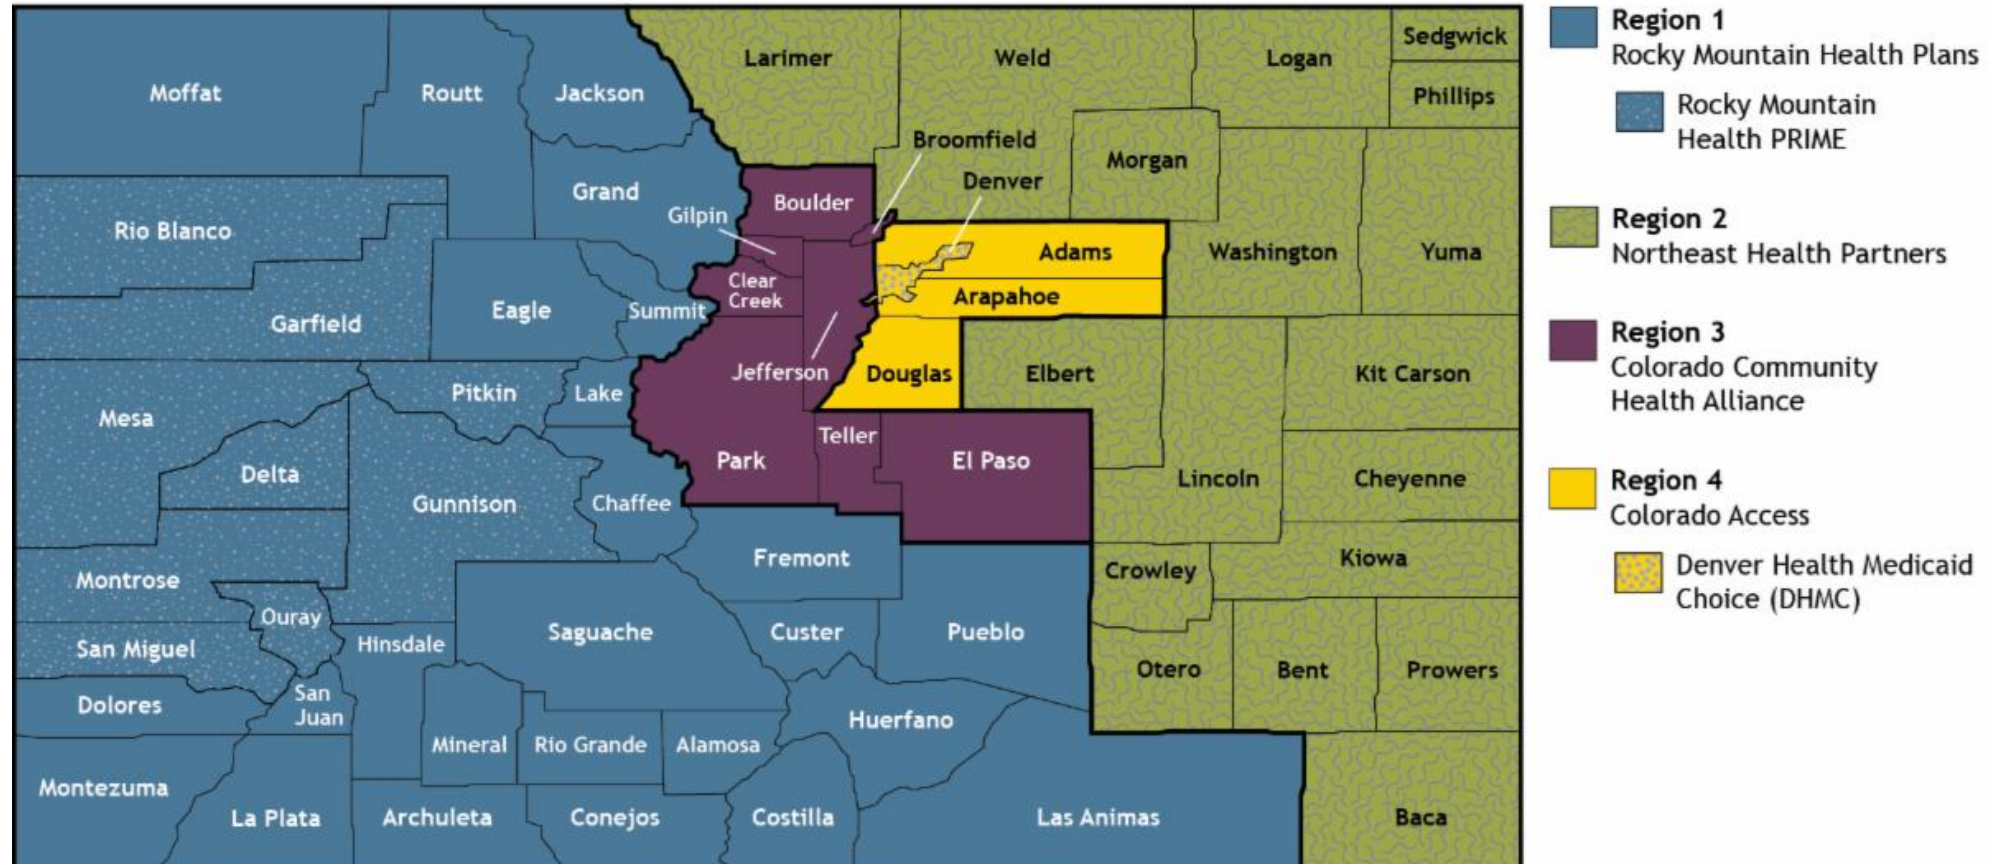 Moffat
Routt
Jackson
Larimer
Weld
Logan
Sedgwick
Phillips
Broomfield
Denver
Morgan
Rio Blanco
Grand
Gilpin
Boulder
Adams
Washington
Yuma
Garfield
Eagle
Summit
Clear
Creek
Arapahoe
Mesa
Pitkin
Lake
Jefferson
Douglas
Elbert
Kit Carson
Delta
Gunnison
Chaffee
Park
Teller
El Paso
Lincoln
Cheyenne
Montrose
Ouray
Fremont
Crowley
Kiowa
San Miguel
Hinsdale
Saguache
Custer
Pueblo
Otero
Bent
Prowers
Dolores
San
Juan
Mineral
Rio Grande
Alamosa
Huerfano
Montezuma
La Plata
Archuleta
Conejos
Costilla
Las Animas
Baca
Region 1
Rocky Mountain Health Plans
Rocky Mountain
Health PRIME
Region 2
Northeast Health Partners
Region 3
Colorado Community
Health Alliance
Region 4
Colorado Access
Denver Health Medicaid
Choice (DHMC)